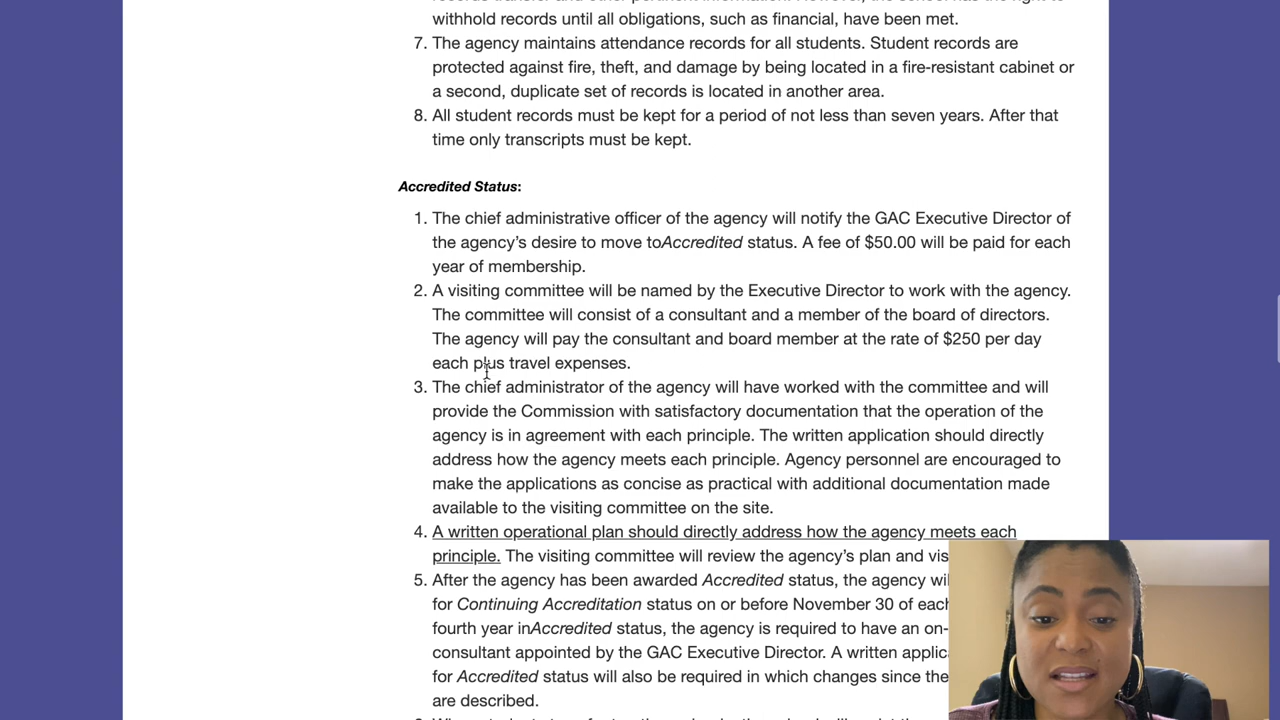 withhold records until all obligations, such as financial, have been met.
7. The agency maintains attendance records for all students. Student records are
protected against fire, theft, and damage by being located in a fire-resistant cabinet or
a second, duplicate set of records is located in another area.
8. All student records must be kept for a period of not less than seven years. After that
time only transcripts must be kept.
Accredited Status:
1. The chief administrative officer of the agency will notify the GAC Executive Director of
the agency’s desire to move toAccredited status. A fee of $50.00 will be paid for each
year of membership.
2. A visiting committee will be named by the Executive Director to work with the agency.
The committee will consist of a consultant and a member of the board of directors.
The agency will pay the consultant and board member at the rate of $250 per day
each plus travel expenses.
3. The chief administrator of the agency will have worked with the committee and will
provide the Commission with satisfactory documentation that the operation of the
agency is in agreement with each principle. The written application should directly
address how the agency meets each principle. Agency personnel are encouraged to
make the applications as concise as practical with additional documentation made
available to the visiting committee on the site.
4. A written operational plan should directly address how the agency meets each
principle. The visiting committee will review the agency’s plan and
5. After the agency has been awarded Accredited status, the agency
for Continuing Accreditation status on or before November 30 of
fourth year inAccredited status, the agency is required to have an on-
consultant appointed by the GAC Executive Director. A written
for Accredited status will also be required in which changes since the
are described.